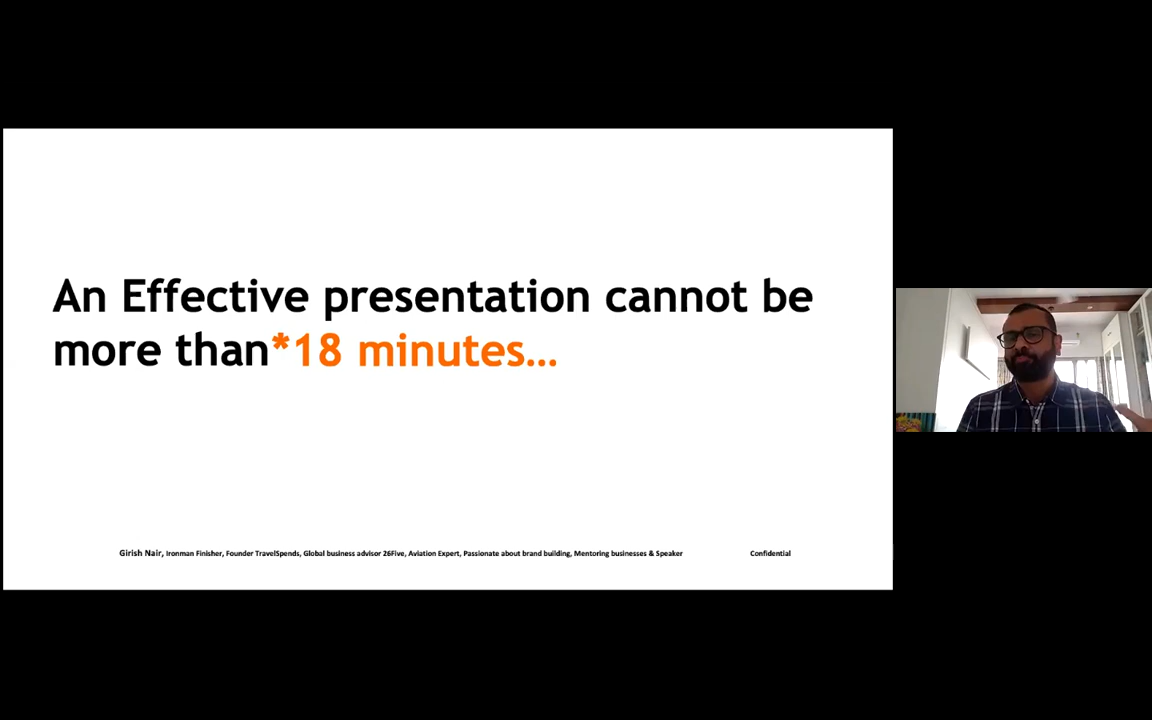 An Effective presentation cannot be
more than*18 minutes...
Girish Nair, Ironman Finisher, Founder TravelSpends, Global business advisor 26Five, Aviation Expert, Passionate about brand building, Mentoring businesses & Speaker
Confidential